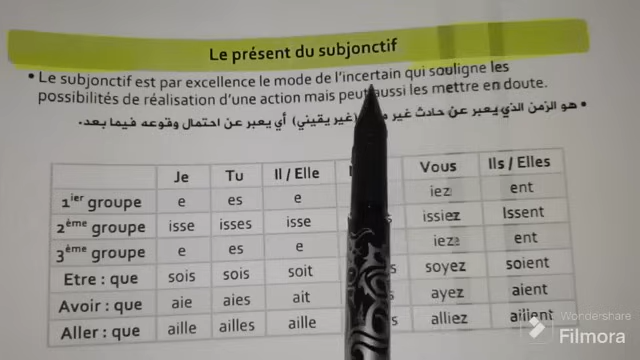 Le présent du subjonctif
• Le subjonctif est par excellence le mode de l'incertain qui souligne les
possibilités de réalisation d'une action mais peut aussi les mettre en doute.
• هو الزمن الذي يعبر عن حادث غير (غير يقيني) أي يعبر عن احتمال وقوعه فيما بعد.
Je Tu Il / Elle Vous Ils / Elles
1ier groupe e es e iez ent
2ème groupe isse isses isse issiez Issent
3ème groupe e es e iez ent
Etre : que sois sois soit s soyez soient
Avoir : que aie aies ait ayez aient
Aller : que aille ailles aille s alliez aillent
Wondershare
Filmora